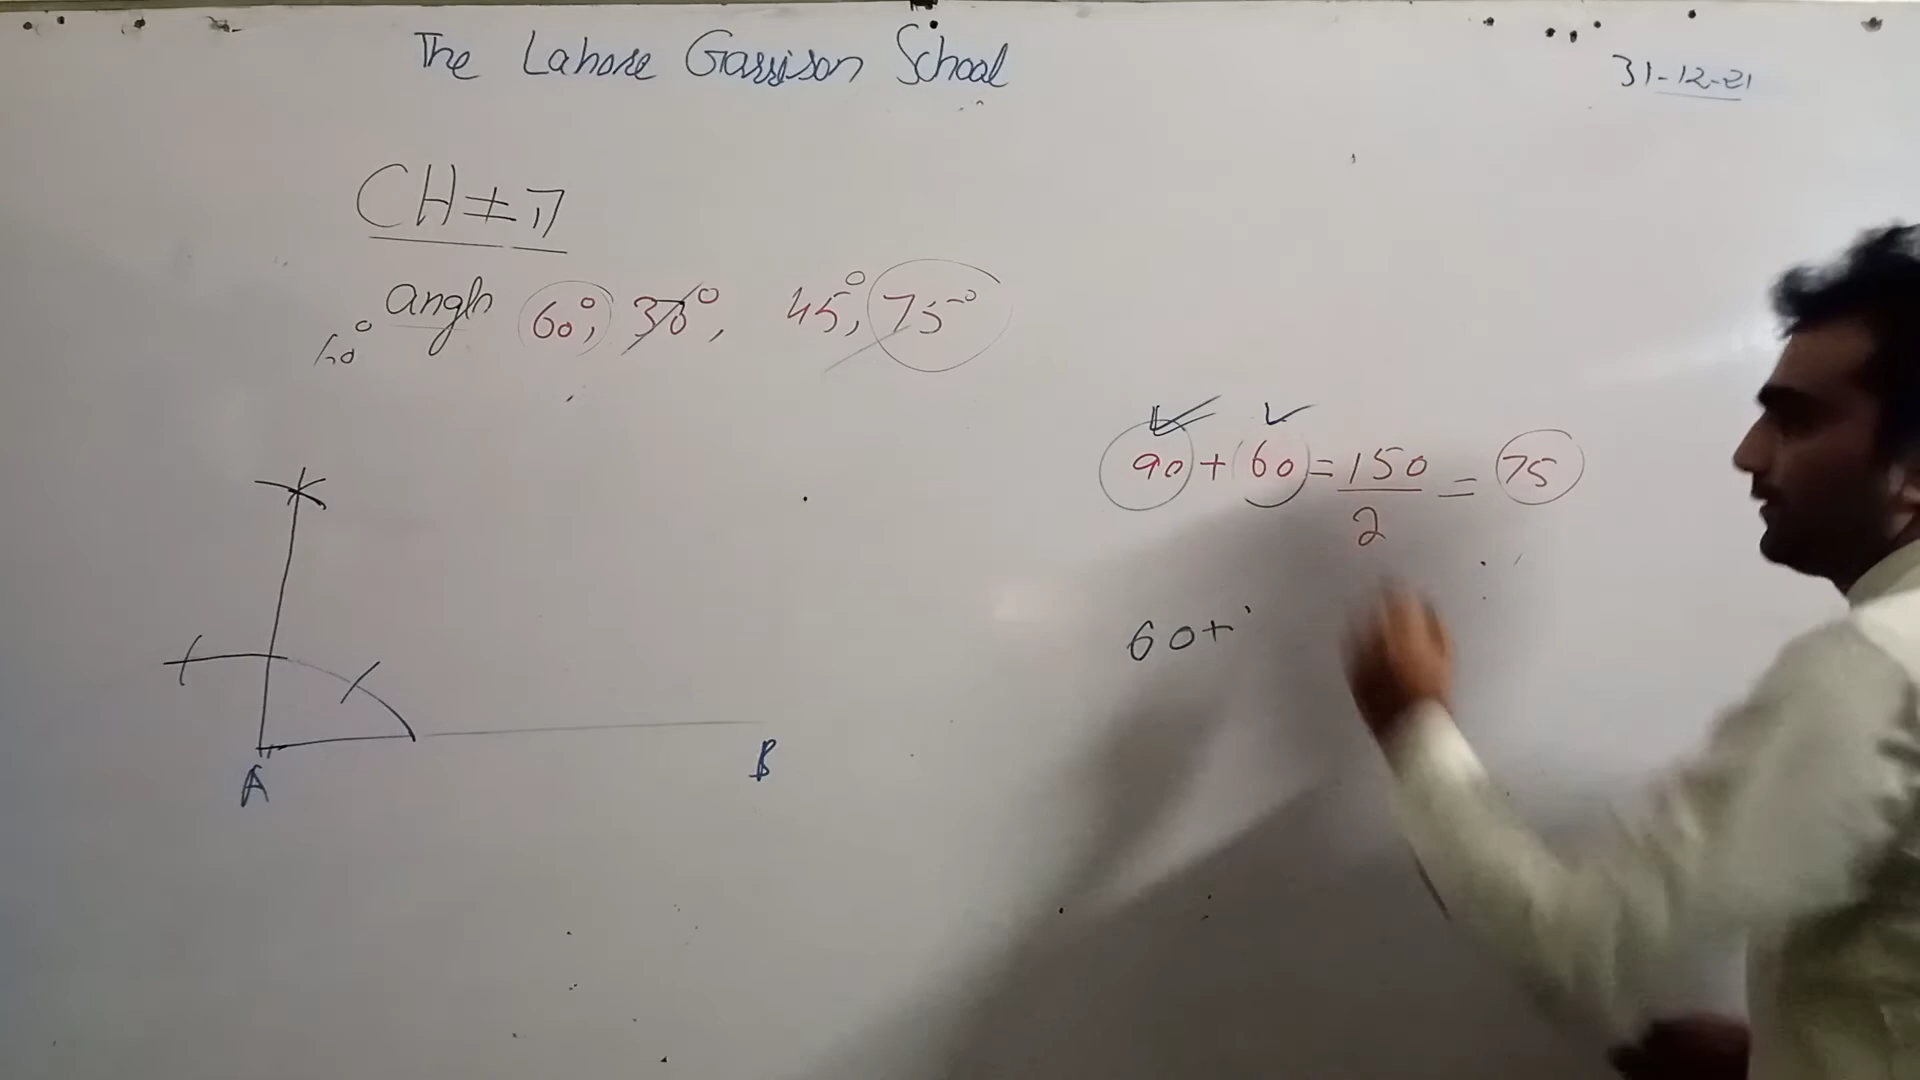 The Lahore Garrison School
31-12-21
CH # 7
angle 60°, 30°, 45°, 75°
60°
90 + 60 = 150/2 = 75
60+
A
B